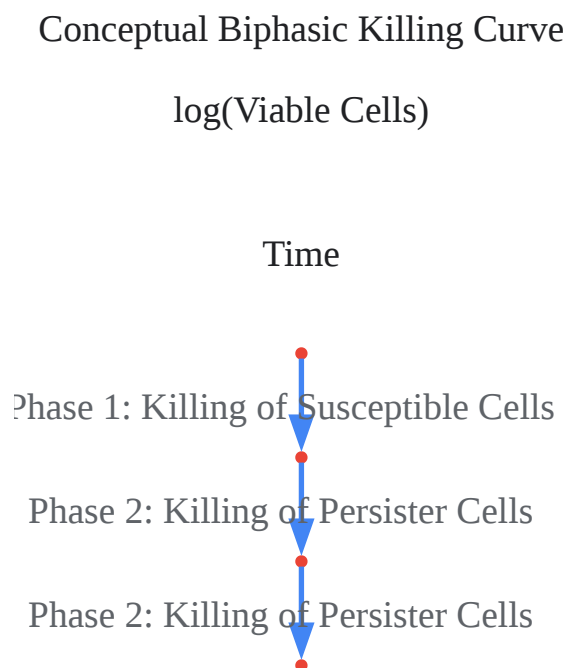 Conceptual Biphasic Killing Curve
log(Viable Cells)
Time
Phase 1: Killing of Susceptible Cells
Phase 2: Killing of Persister Cells
Phase 2: Killing of Persister Cells